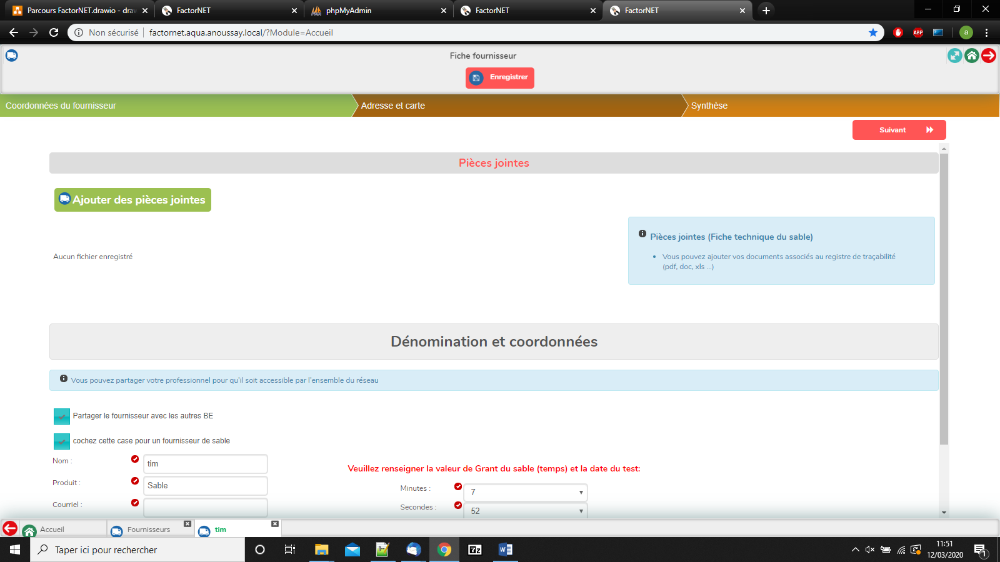 Parcours FactorNET.drawio - draw
FactorNET
phpMyAdmin
FactorNET
FactorNET
Non sécurisé
factornet.aqua.anoussay.local/?Module=Accueil
ABP
a
Fiche fournisseur
Enregistrer
Coordonnées du fournisseur
Adresse et carte
Synthèse
Suivant
Pièces jointes
Ajouter des pièces jointes
Pièces jointes (Fiche technique du sable)
Vous pouvez ajouter vos documents associés au registre de traçabilité
(pdf, doc, xls ...)
Aucun fichier enregistré
Dénomination et coordonnées
Vous pouvez partager votre professionnel pour qu'il soit accessible par l'ensemble du réseau
Partager le fournisseur avec les autres BE
cochez cette case pour un fournisseur de sable
Nom :
tim
Produit :
Sable
Courriel :
Veuillez renseigner la valeur de Grant du sable (temps) et la date du test:
Minutes :
7
Secondes :
52
Accueil
Fournisseurs
tim
Taper ici pour rechercher
7z
11:51
12/03/2020
1